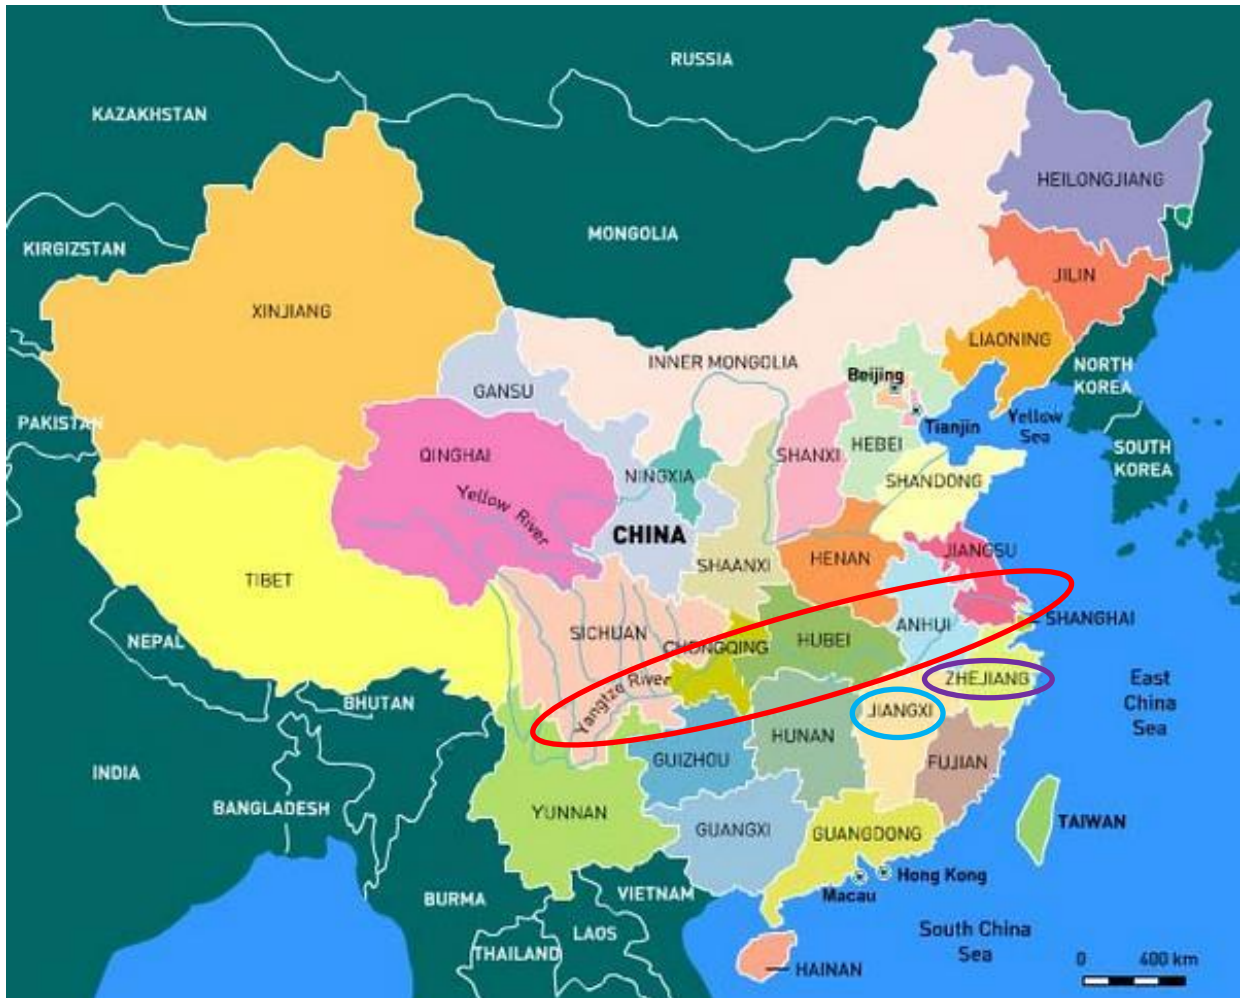 RUSSIA
KAZAKHSTAN
HEILONGJIANG
MONGOLIA
KIRGIZSTAN
JILIN
XINJIANG
LIAONING
INNER MONGOLIA
NORTH
KOREA
Beijing
GANSU
PAKISTAN
Yellow
Sea
Tianjin
SOUTH
KOREA
QINGHAI
SHANXI
HEBEI
NINGXIA
SHANDONG
Yellow River
CHINA
JIANGSU
HENAN
SHAANXI
TIBET
SHANGHAI
ANHUI
SICHUAN
HUBEI
NEPAL
CHONGQING
ZHEJIANG
East
China
Sea
Yangtze River
BHUTAN
JIANGXI
HUNAN
GUIZHOU
FUJIAN
INDIA
BANGLADESH
YUNNAN
TAIWAN
GUANGXI
GUANGDONG
Hong Kong
Macau
VIETNAM
BURMA
LAOS
South China
Sea
THAILAND
HAINAN
0 400 km